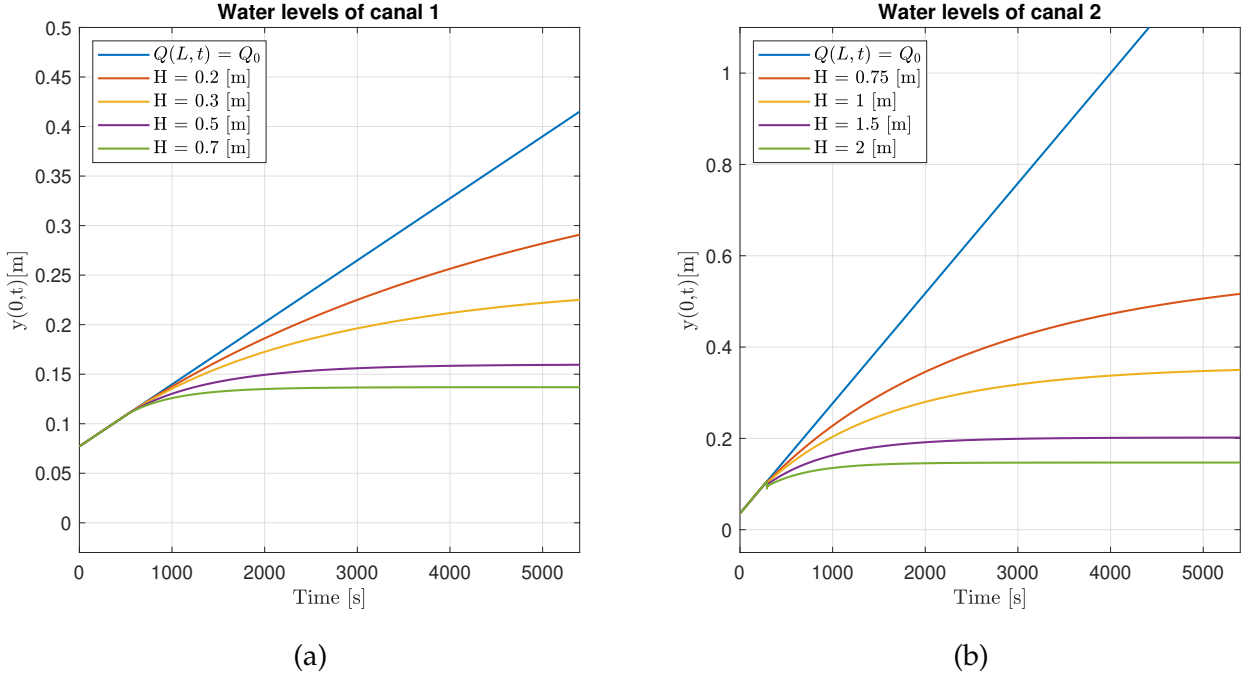 Water levels of canal 1
0.5
0.45
0.4
0.35
0.3
0.25
0.2
0.15
0.1
0.05
0
y(0,t)[m]
Q(L, t) = Q₀
H = 0.2 [m]
H = 0.3 [m]
H = 0.5 [m]
H = 0.7 [m]
0 1000 2000 3000 4000 5000
Time [s]
(a)
Water levels of canal 2
1
0.8
0.6
0.4
0.2
0
y(0,t)[m]
Q(L, t) = Q₀
H = 0.75 [m]
H = 1 [m]
H = 1.5 [m]
H = 2 [m]
0 1000 2000 3000 4000 5000
Time [s]
(b)